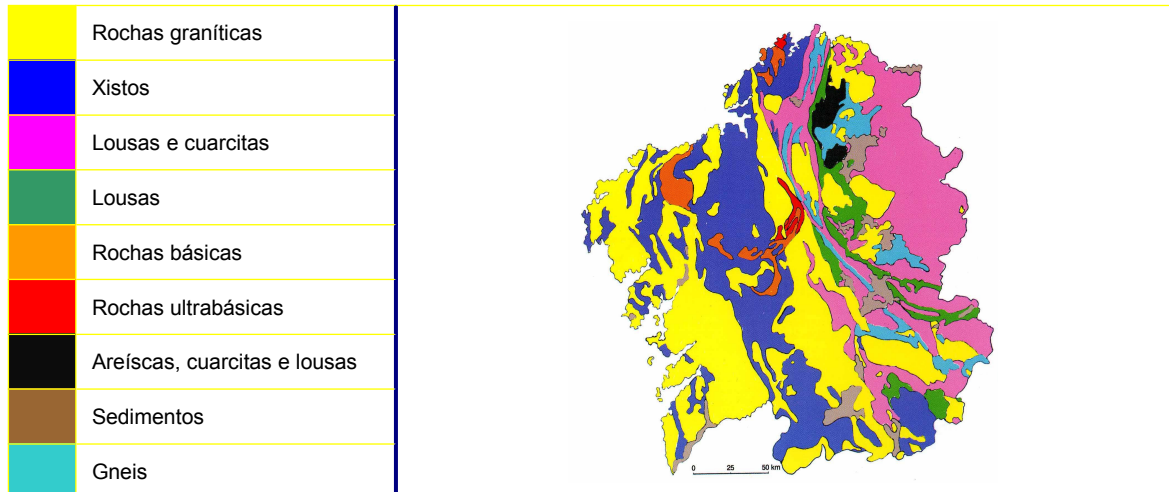 Rochas graníticas
Xistos
Lousas e cuarcitas
Lousas
Rochas básicas
Rochas ultrabásicas
Areíscas, cuarcitas e lousas
Sedimentos
Gneis
0 25 50 km